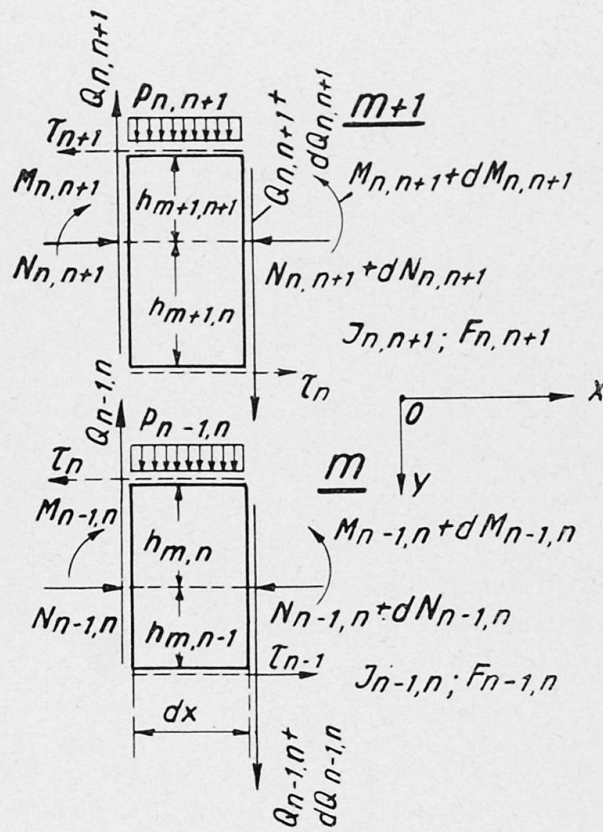 Qn,n+1
Pn,n+1
Qn,n+1+
dQn,n+1
m+1
τn+1
Mn,n+1
Mn,n+1+dMn,n+1
hm+1,n+1
Nn,n+1
Nn,n+1+dNn,n+1
hm+1,n
Jn,n+1; Fn,n+1
τn
Qn-1,n
Pn-1,n
0
x
y
τn
m
Mn-1,n
Mn-1,n+dMn-1,n
hm,n
Nn-1,n
Nn-1,n+dNn-1,n
hm,n-1
τn-1
Jn-1,n; Fn-1,n
dx
Qn-1,n+
dQn-1,n